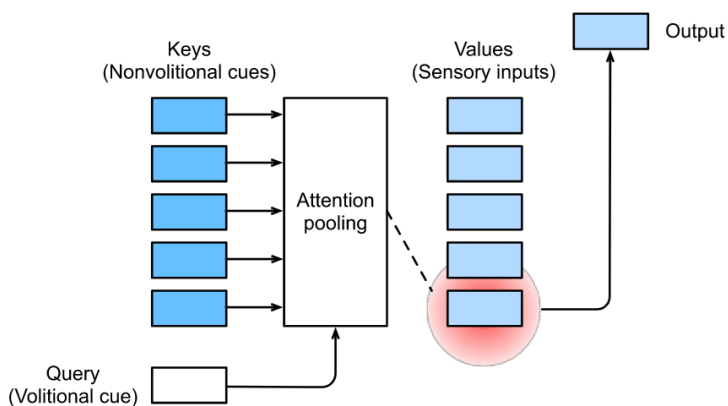 Keys
(Nonvolitional cues)
Values
(Sensory inputs)
Output
Attention
pooling
Query
(Volitional cue)